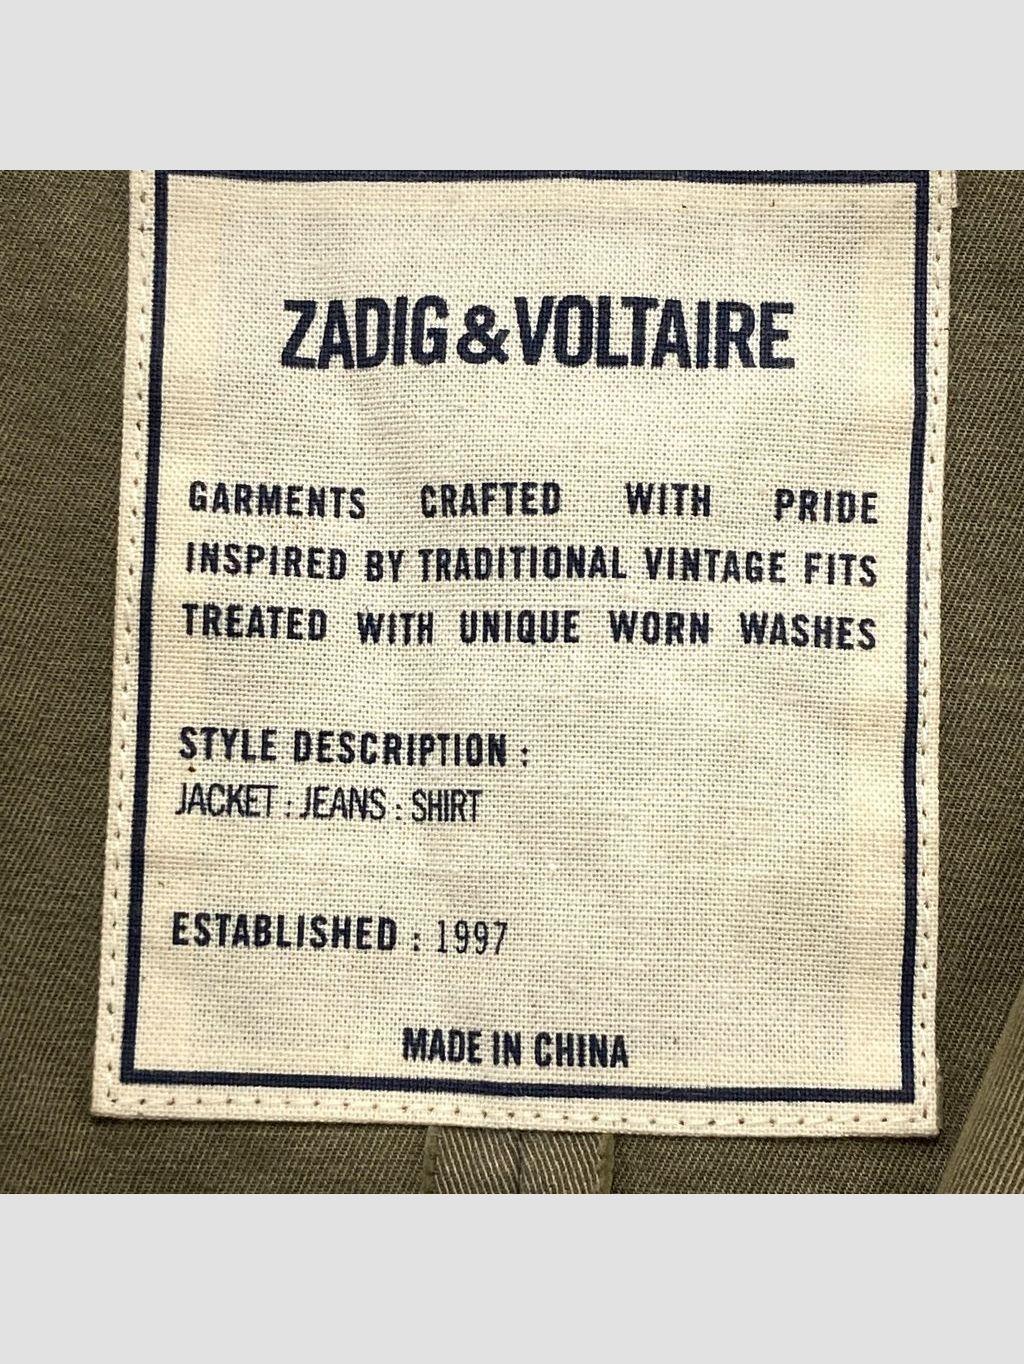 ZADIG&VOLTAIRE
GARMENTS CRAFTED WITH PRIDE
INSPIRED BY TRADITIONAL VINTAGE FITS
TREATED WITH UNIQUE WORN WASHES
STYLE DESCRIPTION :
JACKET : JEANS : SHIRT
ESTABLISHED : 1997
MADE IN CHINA